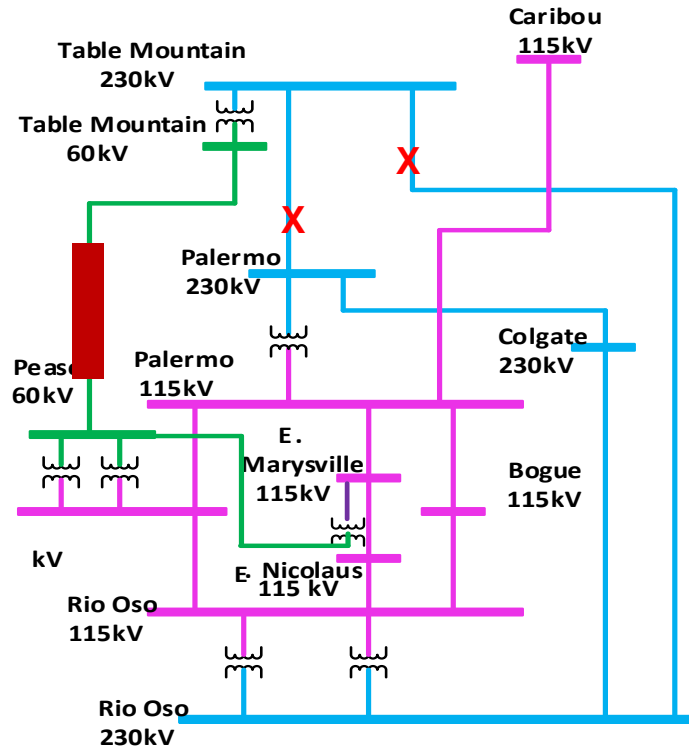 Caribou
115kV
Table Mountain
230kV
Table Mountain
60kV
X
X
Palermo
230kV
Colgate
230kV
Palermo
115kV
Peas
60kV
E.
Marysville
115kV
Bogue
115kV
kV
E. Nicolaus
115 kV
Rio Oso
115kV
Rio Oso
230kV